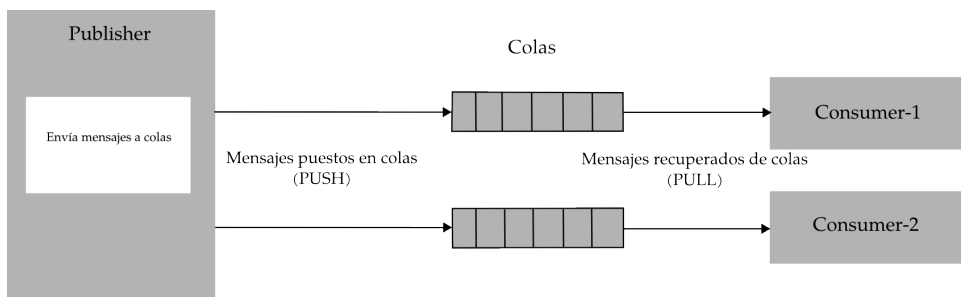 Publisher
Colas
Envía mensajes a colas
Consumer-1
Mensajes puestos en colas
(PUSH)
Mensajes recuperados de colas
(PULL)
Consumer-2